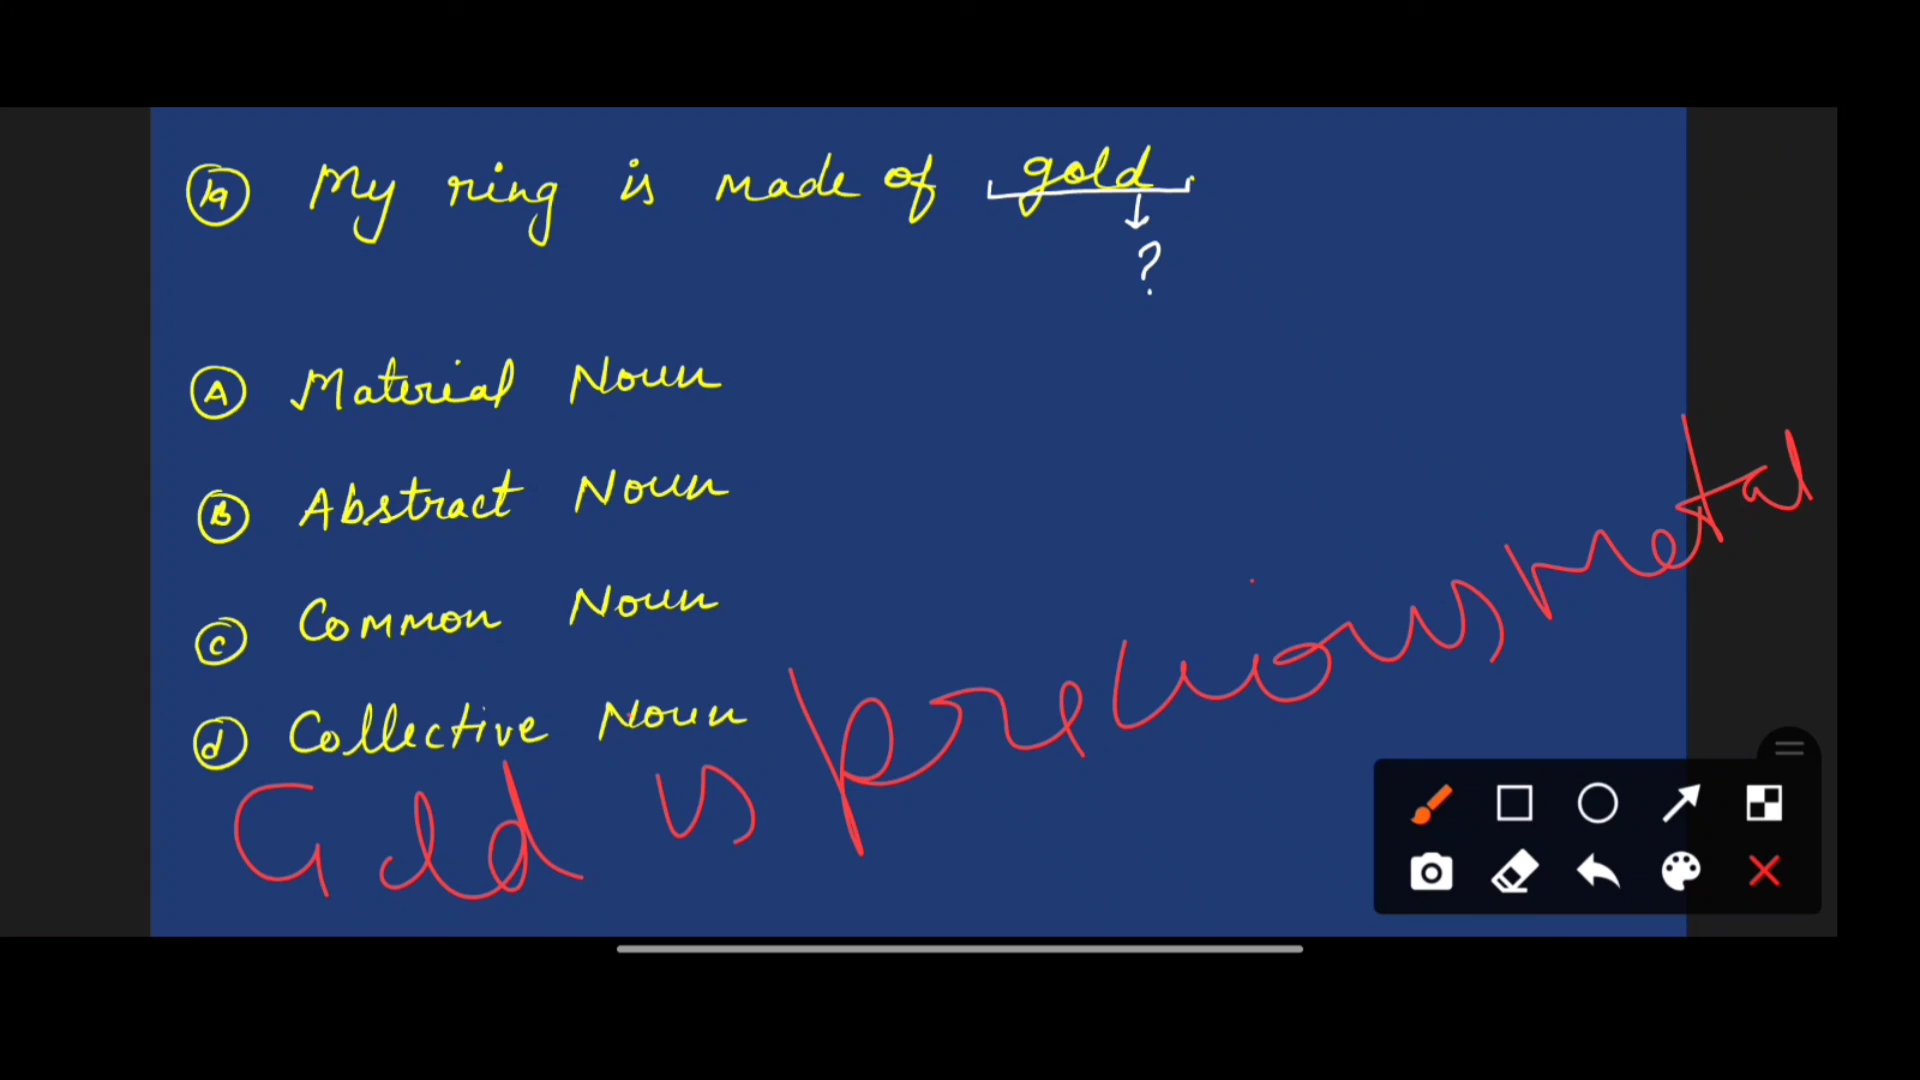 19 My ring is made of gold.
?
A Material Noun
B Abstract Noun
C Common Noun
d Collective Noun
Gold is precious metal